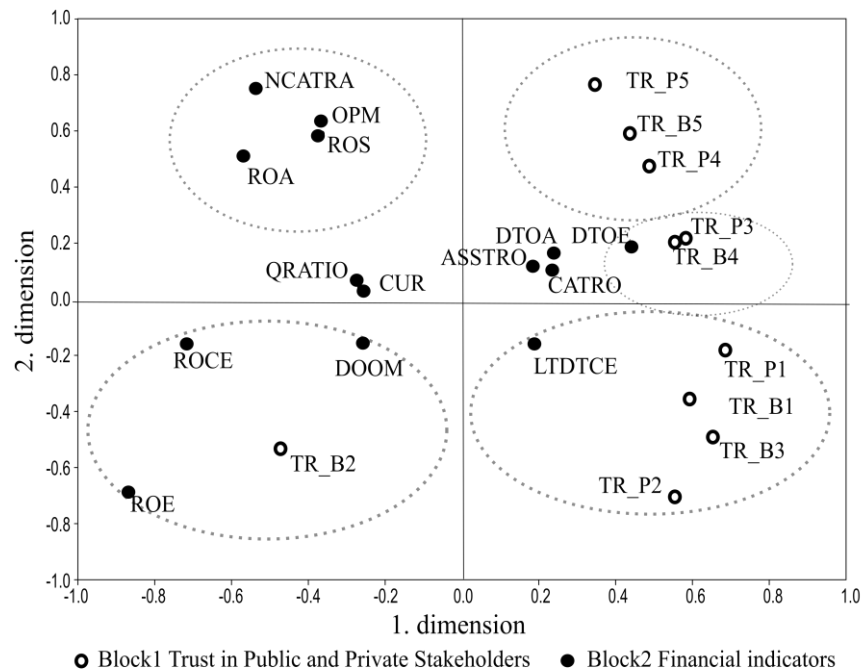 1.0
0.8
0.6
0.4
0.2
0.0
-0.2
-0.4
-0.6
-0.8
-1.0
2. dimension
NCATRA
OPM
ROS
ROA
TR_P5
TR_B5
TR_P4
TR_P3
TR_B4
DTOA
DTOE
ASSTRO
CATRO
QRATIO
CUR
ROCE
DOOM
LTDTCE
TR_P1
TR_B1
TR_B3
TR_B2
TR_P2
ROE
-1.0 -0.8 -0.6 -0.4 -0.2 0.0 0.2 0.4 0.6 0.8 1.0
1. dimension
Block1 Trust in Public and Private Stakeholders Block2 Financial indicators